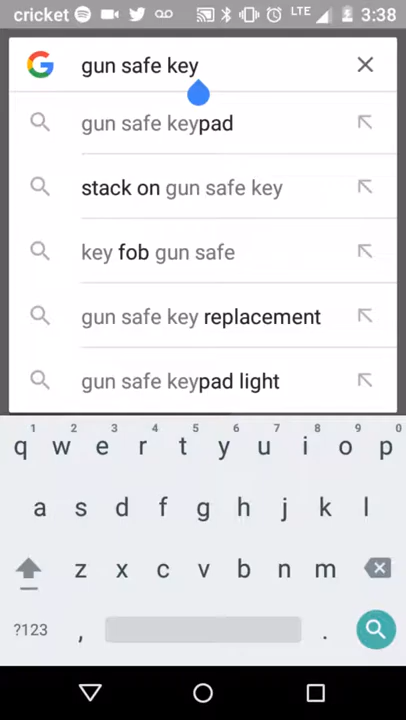 cricket LTE 3:38
gun safe key
gun safe keypad
stack on gun safe key
key fob gun safe
gun safe key replacement
gun safe keypad light
1 2 3 4 5 6 7 8 9 0
q w e r t y u i o p
a s d f g h j k l
z x c v b n m
?123 , .